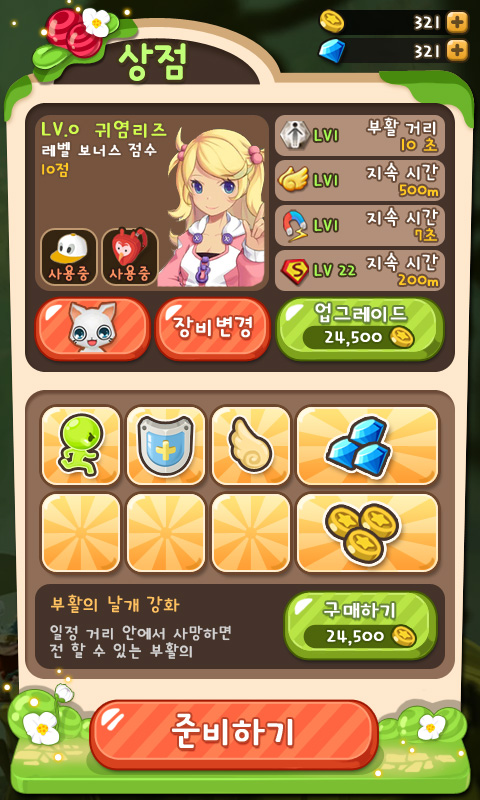 321
321
상점
LV.0 귀염리즈
레벨 보너스 점수
10점
사용중
사용중
LV1 부활 거리
10 초
LV1 지속 시간
500m
LV1 지속 시간
7초
S LV 22 지속 시간
200m
장비변경
업그레이드
24,500
부활의 날개 강화
일정 거리 안에서 사망하면
전 할 수 있는 부활의
구매하기
24,500
준비하기